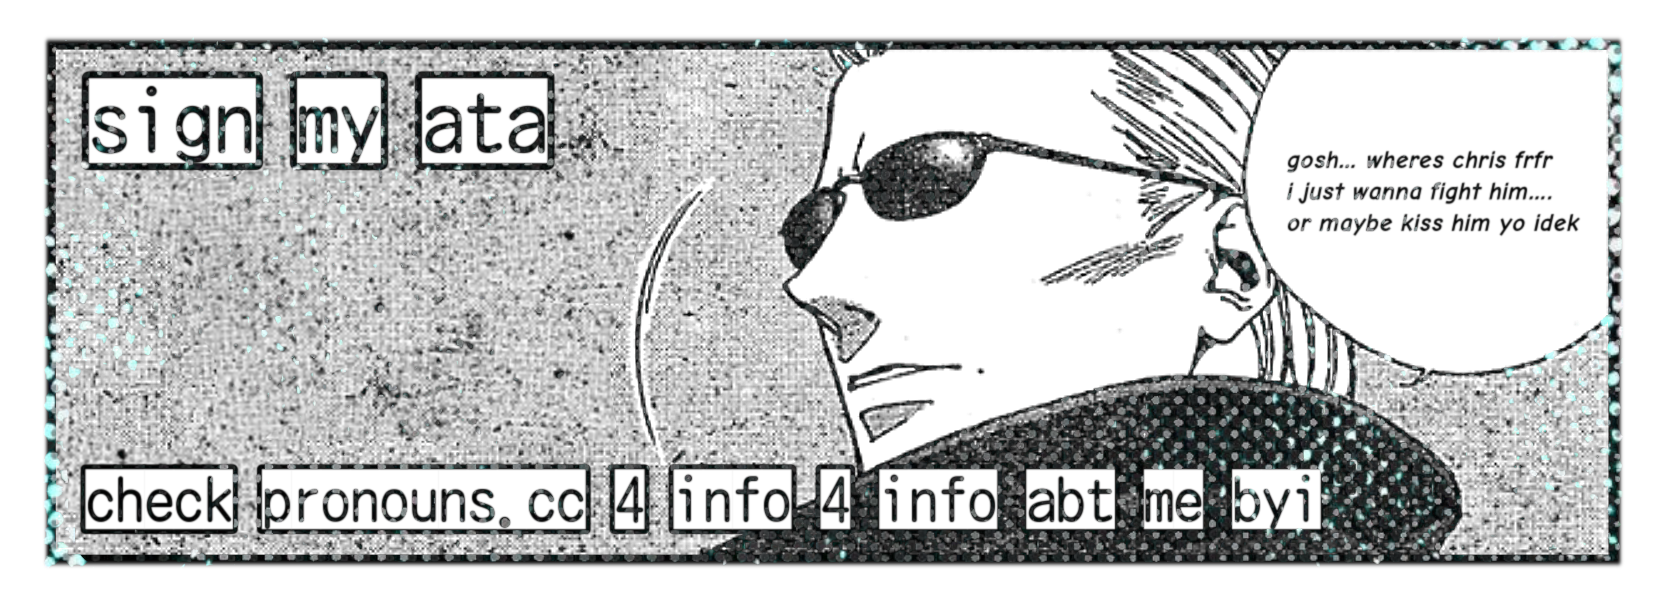 sign my ata
gosh... wheres chris frfr
i just wanna fight him....
or maybe kiss him yo idek
check pronouns.cc 4 info 4 info abt me byi